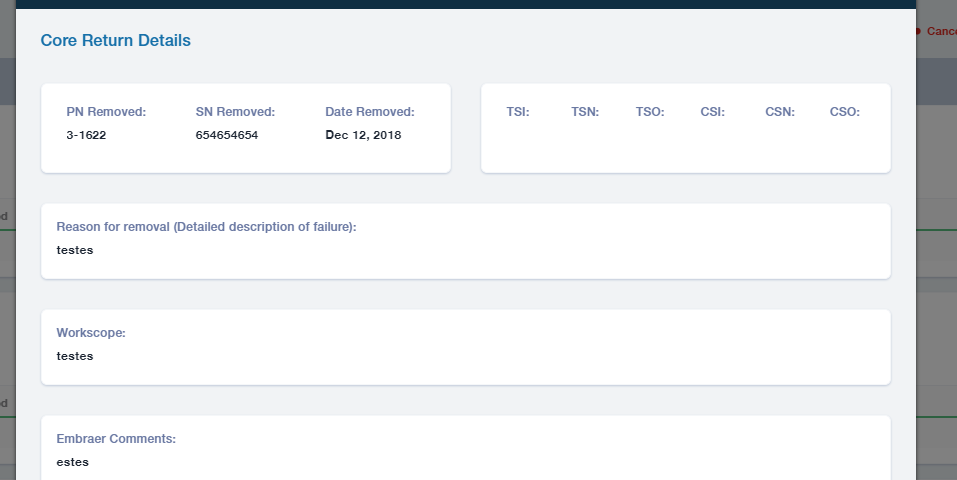 Core Return Details
PN Removed: SN Removed: Date Removed:
3-1622 654654654 Dec 12, 2018
TSI: TSN: TSO: CSI: CSN: CSO:
Reason for removal (Detailed description of failure):
testes
Workscope:
testes
Embraer Comments:
estes